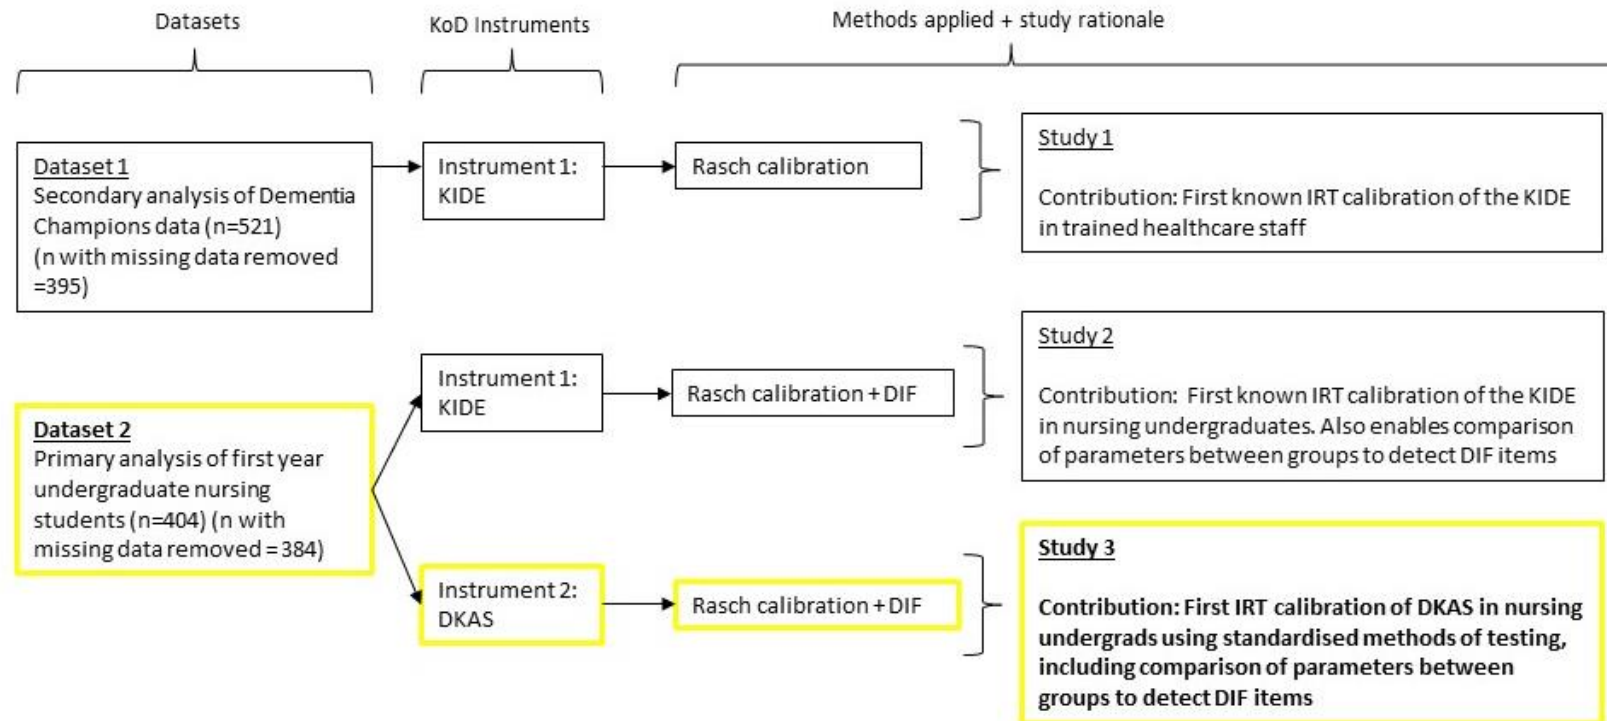 Datasets
KoD Instruments
Methods applied + study rationale
Dataset 1
Secondary analysis of Dementia
Champions data (n=521)
(n with missing data removed
=395)
Instrument 1:
KIDE
Rasch calibration
Study 1
Contribution: First known IRT calibration of the KIDE
in trained healthcare staff
Dataset 2
Primary analysis of first year
undergraduate nursing
students (n=404) (n with
missing data removed = 384)
Instrument 1:
KIDE
Rasch calibration + DIF
Study 2
Contribution: First known IRT calibration of the KIDE
in nursing undergraduates. Also enables comparison
of parameters between groups to detect DIF items
Instrument 2:
DKAS
Rasch calibration + DIF
Study 3
Contribution: First IRT calibration of DKAS in nursing
undergrads using standardised methods of testing,
including comparison of parameters between
groups to detect DIF items